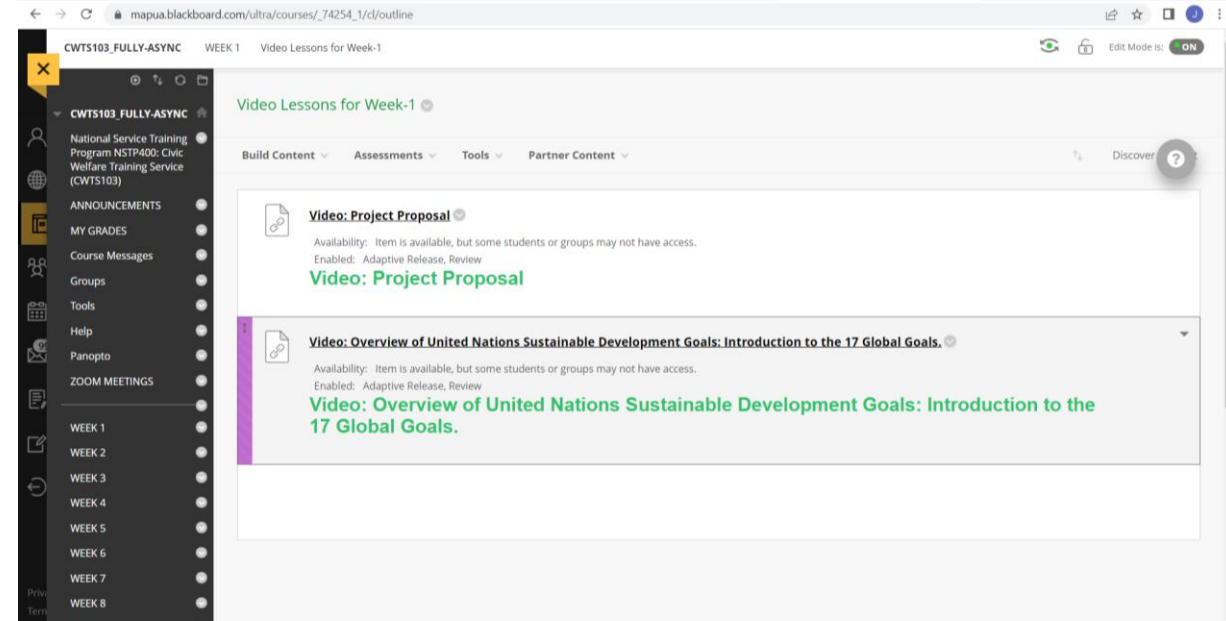 mapua.blackboard.com/ultra/courses/_74254_1/cl/outline
J
CWTS103_FULLY-ASYNC WEEK 1 Video Lessons for Week-1
Edit Mode is: ON
CWTS103_FULLY-ASYNC
National Service Training
Program NSTP400: Civic
Welfare Training Service
(CWTS103)
ANNOUNCEMENTS
MY GRADES
Course Messages
Groups
Tools
Help
Panopto
ZOOM MEETINGS
WEEK 1
WEEK 2
WEEK 3
WEEK 4
WEEK 5
WEEK 6
WEEK 7
WEEK 8
Priva
Term
Video Lessons for Week-1
Build Content Assessments Tools Partner Content
Discover
?
Video: Project Proposal
Availability: Item is available, but some students or groups may not have access.
Enabled: Adaptive Release, Review
Video: Project Proposal
Video: Overview of United Nations Sustainable Development Goals: Introduction to the 17 Global Goals.
Availability: Item is available, but some students or groups may not have access.
Enabled: Adaptive Release, Review
Video: Overview of United Nations Sustainable Development Goals: Introduction to the
17 Global Goals.